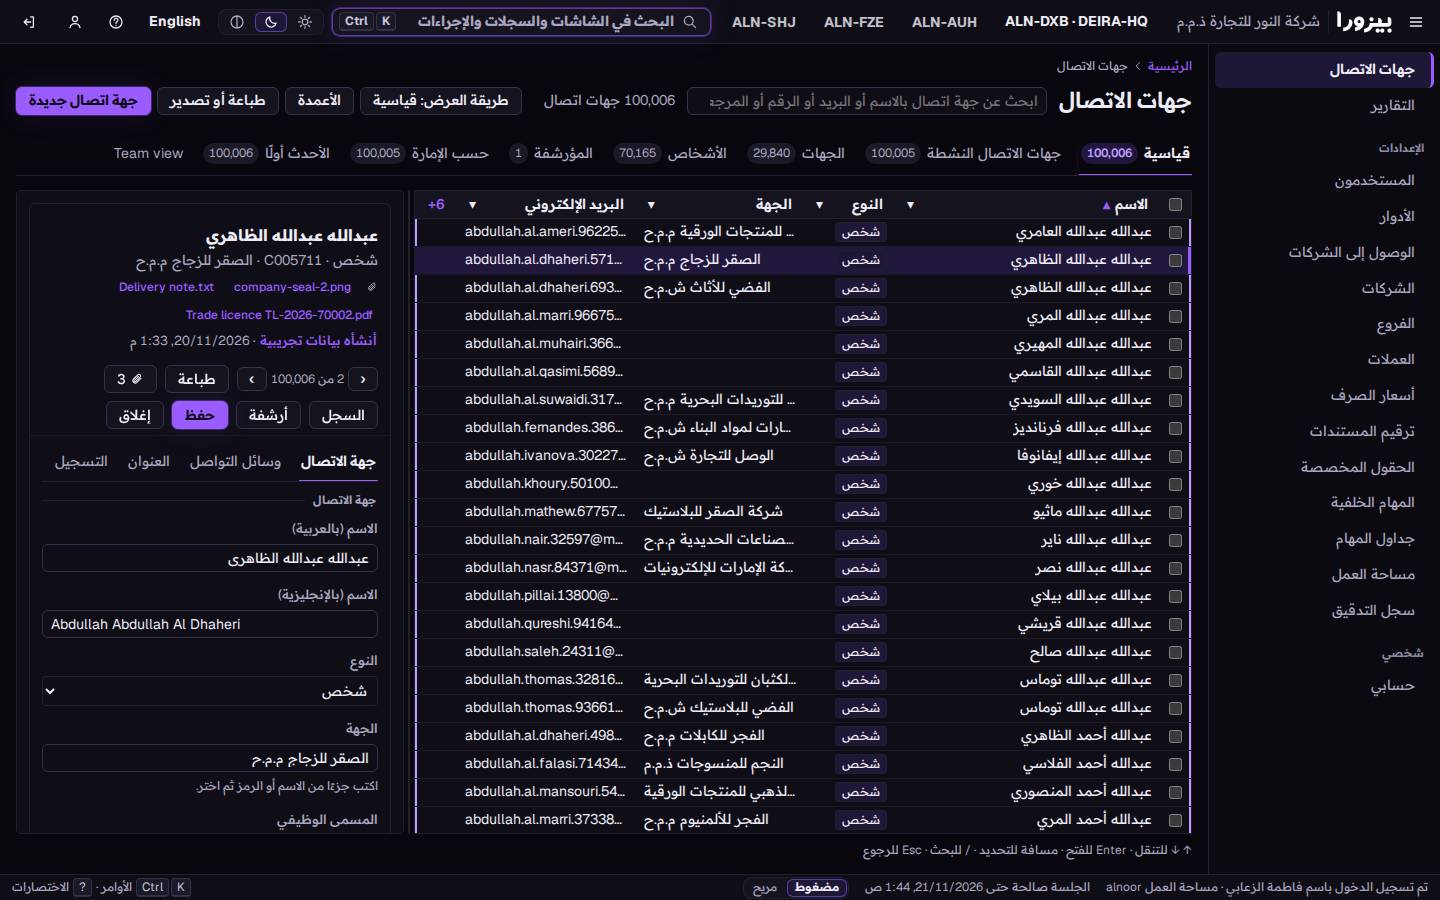 بيزورا
شركة النور للتجارة ذ.م.م
ALN-DXB · DEIRA-HQ
ALN-AUH
ALN-FZE
ALN-SHJ
البحث في الشاشات والسجلات والإجراءات
Ctrl K
English
جهات الاتصال
التقارير
الإعدادات
المستخدمون
الأدوار
الوصول إلى الشركات
الشركات
الفروع
العملات
أسعار الصرف
ترقيم المستندات
الحقول المخصصة
المهام الخلفية
جداول المهام
مساحة العمل
سجل التدقيق
شخصي
حسابي
الرئيسية › جهات الاتصال
جهات الاتصال
ابحث عن جهة اتصال بالاسم أو البريد أو الرقم أو المرجع
100,006 جهات اتصال
طريقة العرض: قياسية
الأعمدة
طباعة أو تصدير
جهة اتصال جديدة
قياسية 100,006
جهات الاتصال النشطة 100,005
الجهات 29,840
الأشخاص 70,165
المؤرشفة 1
حسب الإمارة 100,005
الأحدث أولًا 100,006
Team view
الاسم ▲ ▼ النوع ▼ الجهة ▼ البريد الإلكتروني ▼ +6
عبدالله عبدالله العامري شخص ... للمنتجات الورقية م.م.ح abdullah.al.ameri.96225...
عبدالله عبدالله الظاهري شخص الصقر للزجاج م.م.ح abdullah.al.dhaheri.571...
عبدالله عبدالله الظاهري شخص الفضي للأثاث ش.م.ح abdullah.al.dhaheri.693...
عبدالله عبدالله المري شخص abdullah.al.marri.96675...
عبدالله عبدالله المهيري شخص abdullah.al.muhairi.366...
عبدالله عبدالله القاسمي شخص abdullah.al.qasimi.5689...
عبدالله عبدالله السويدي شخص ... للتوريدات البحرية م.م.ح abdullah.al.suwaidi.317...
عبدالله عبدالله فرنانديز شخص ...ارات لمواد البناء ش.م.ح abdullah.fernandes.386...
عبدالله عبدالله إيفانوفا شخص الوصل للتجارة ش.م.ح abdullah.ivanova.30227...
عبدالله عبدالله خوري شخص abdullah.khoury.50100...
عبدالله عبدالله ماثيو شخص شركة الصقر للبلاستيك abdullah.mathew.67757...
عبدالله عبدالله ناير شخص ...صناعات الحديدية م.م.ح abdullah.nair.32597@m...
عبدالله عبدالله نصر شخص ...كة الإمارات للإلكترونيات abdullah.nasr.84371@m...
عبدالله عبدالله بيلاي شخص abdullah.pillai.13800@...
عبدالله عبدالله قريشي شخص abdullah.qureshi.94164...
عبدالله عبدالله صالح شخص abdullah.saleh.24311@...
عبدالله عبدالله توماس شخص ...لكثبان للتوريدات البحرية abdullah.thomas.32816...
عبدالله عبدالله توماس شخص الفضي للبلاستيك ش.م.ح abdullah.thomas.93661...
عبدالله أحمد الظاهري شخص الفجر للكابلات م.م.ح abdullah.al.dhaheri.498...
عبدالله أحمد الفلاسي شخص النجم للمنسوجات ذ.م.م abdullah.al.falasi.71434...
عبدالله أحمد المنصوري شخص ...لذهبي للمنتجات الورقية abdullah.al.mansouri.54...
عبدالله أحمد المري شخص الفجر للألمنيوم م.م.ح abdullah.al.marri.37338...
↑↓ للتنقل · Enter للفتح · مسافة للتحديد · / للبحث · Esc للرجوع
عبدالله عبدالله الظاهري
شخص · C005711 · الصقر للزجاج م.م.ح
company-seal-2.png Delivery note.txt
Trade licence TL-2026-70002.pdf
أنشأه بيانات تجريبية · 20/11/2026, 1:33 م
2 من 100,006
طباعة
3
السجل
أرشفة
حفظ
إغلاق
جهة الاتصال
وسائل التواصل
العنوان
التسجيل
جهة الاتصال
الاسم (بالعربية)
عبدالله عبدالله الظاهري
الاسم (بالإنجليزية)
Abdullah Abdullah Al Dhaheri
النوع
شخص
الجهة
الصقر للزجاج م.م.ح
اكتب جزءًا من الاسم أو الرمز ثم اختر.
المسمى الوظيفي
تم تسجيل الدخول باسم فاطمة الزعابي · مساحة العمل alnoor
الجلسة صالحة حتى 21/11/2026, 1:44 ص
مضغوط
مريح
Ctrl K الأوامر · ? الاختصارات